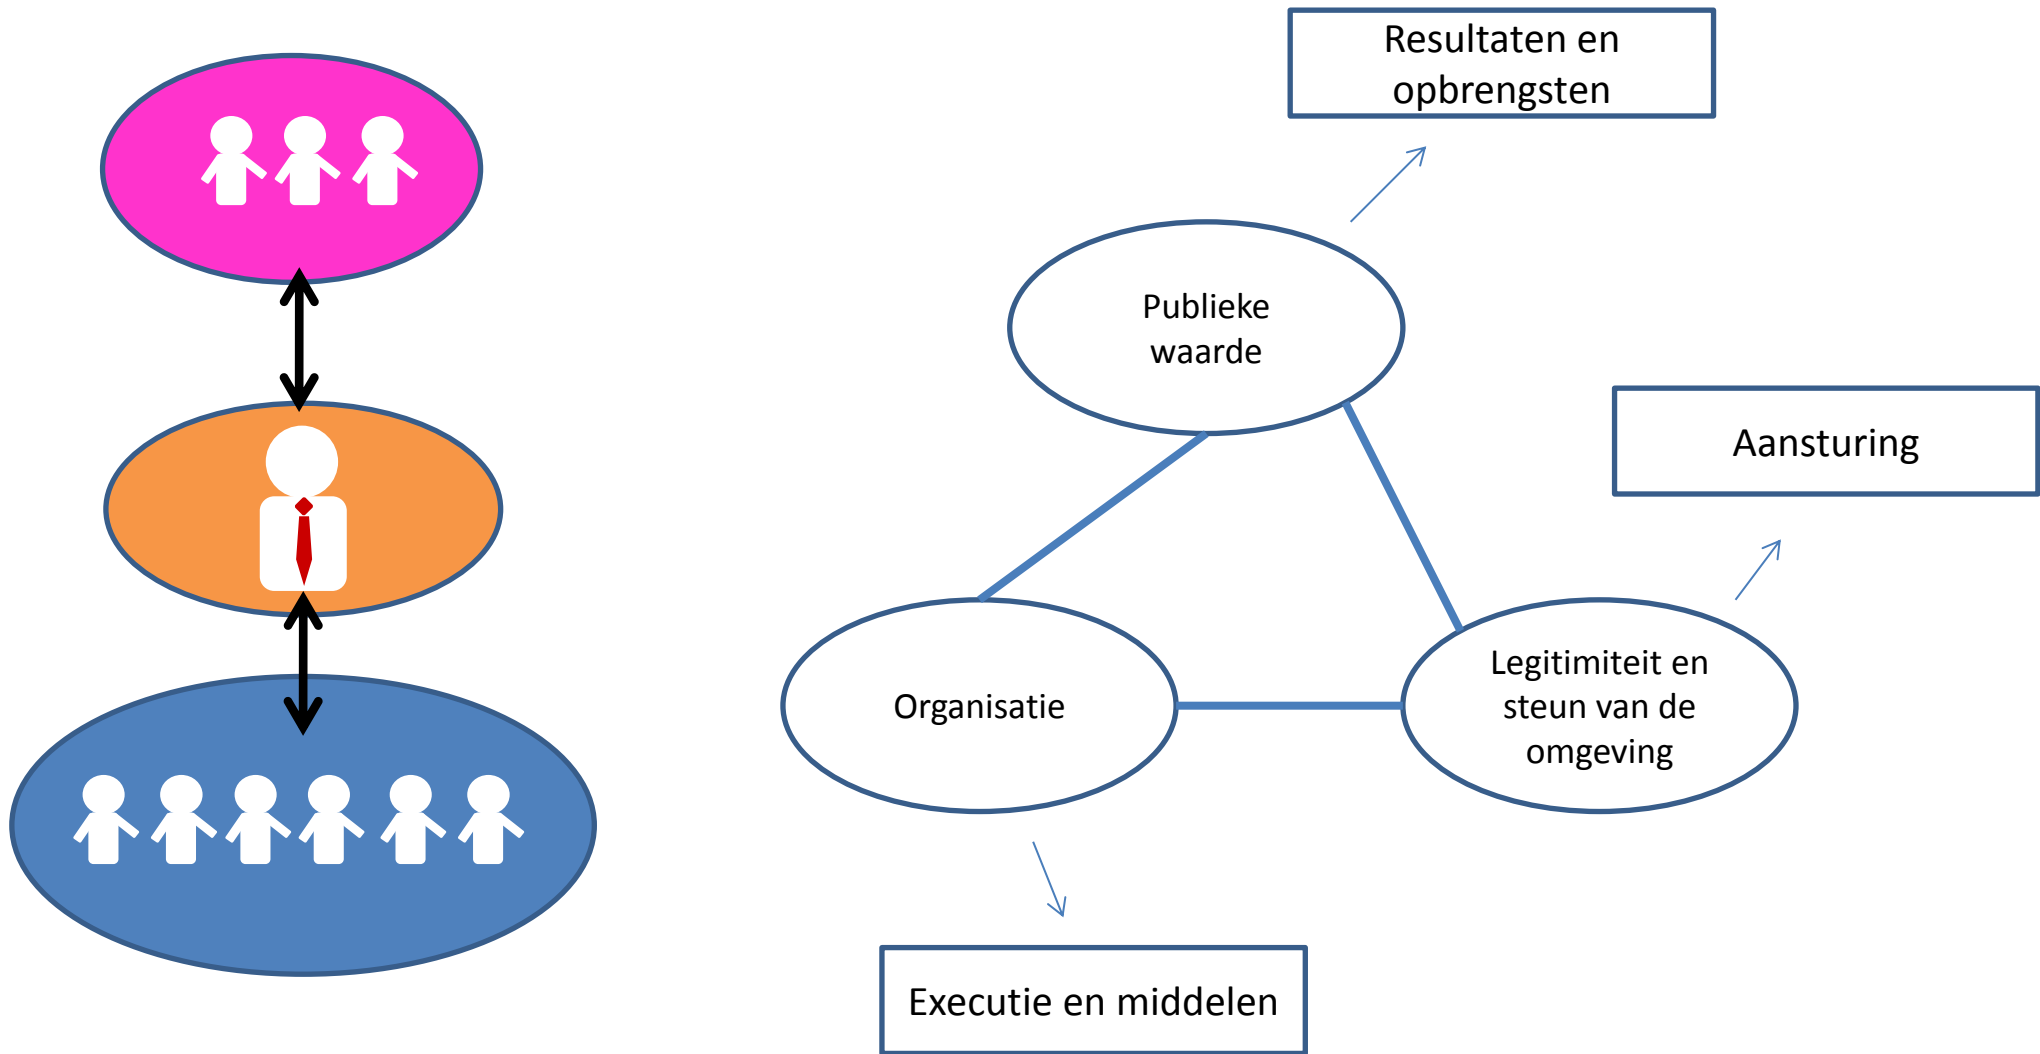 Resultaten en
opbrengsten
Publieke
waarde
Aansturing
Organisatie
Legitimiteit en
steun van de
omgeving
Executie en middelen